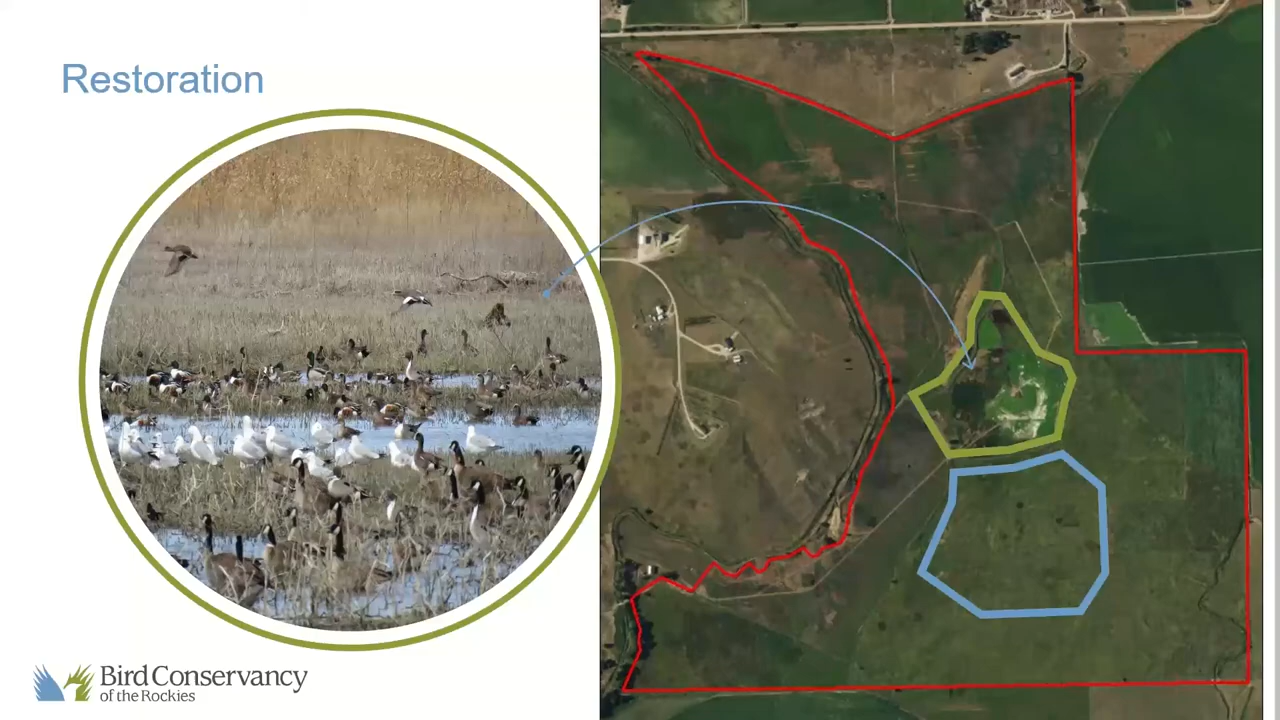 Restoration
Bird Conservancy
of the Rockies